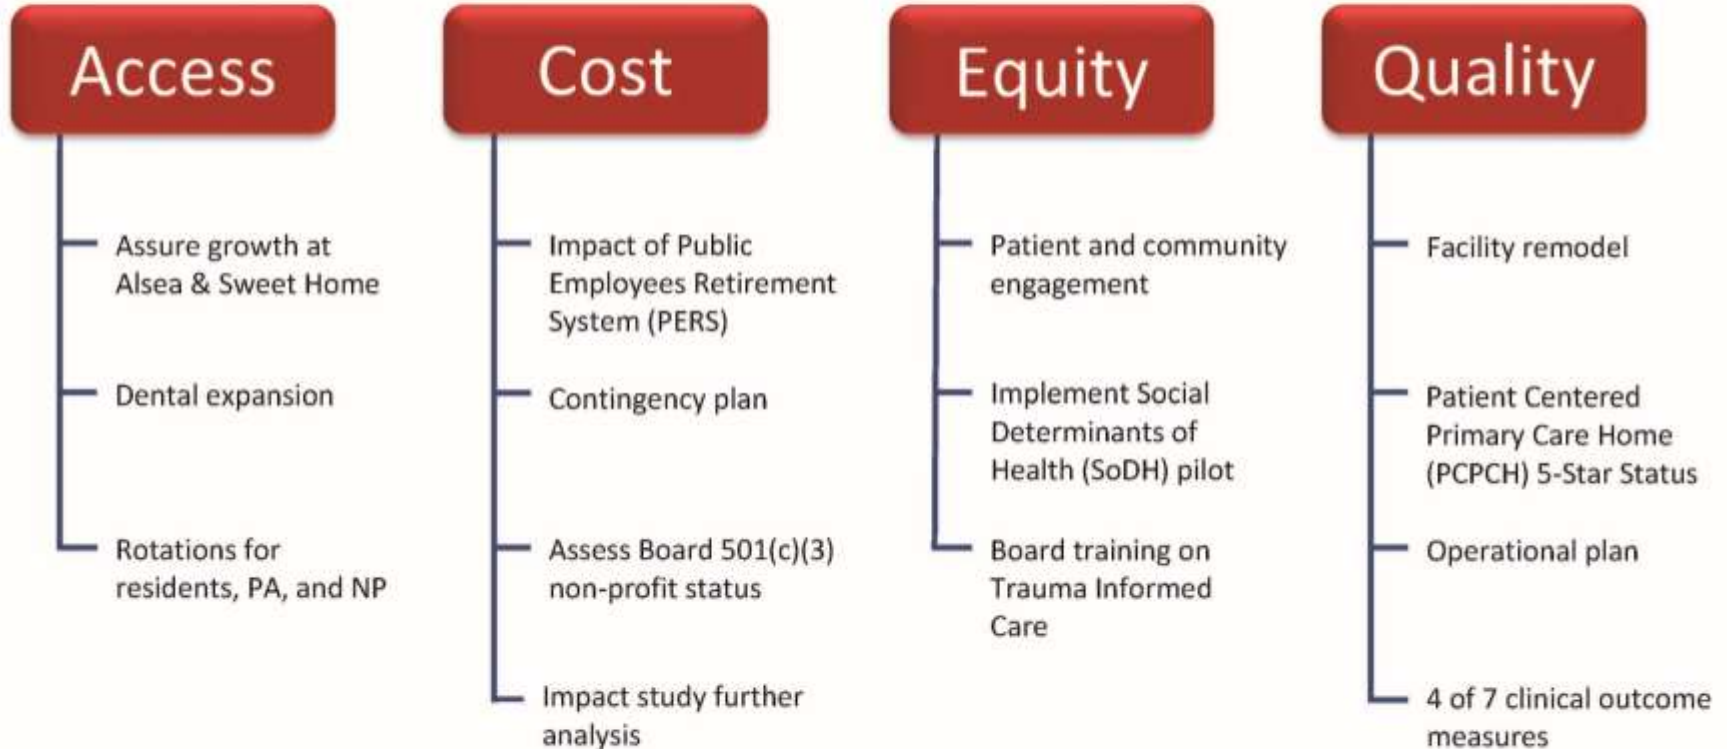 Access
Assure growth at
Alsea & Sweet Home
Dental expansion
Rotations for
residents, PA, and NP
Cost
Impact of Public
Employees Retirement
System (PERS)
Contingency plan
Assess Board 501(c)(3)
non-profit status
Impact study further
analysis
Equity
Patient and community
engagement
Implement Social
Determinants of
Health (SoDH) pilot
Board training on
Trauma Informed
Care
Quality
Facility remodel
Patient Centered
Primary Care Home
(PCPCH) 5-Star Status
Operational plan
4 of 7 clinical outcome
measures